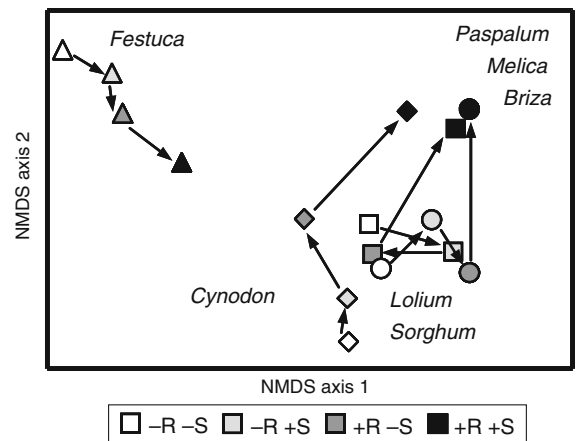 Festuca
Paspalum
Melica
Briza
NMDS axis 2
Cynodon
Lolium
Sorghum
NMDS axis 1
–R –S –R +S +R –S +R +S